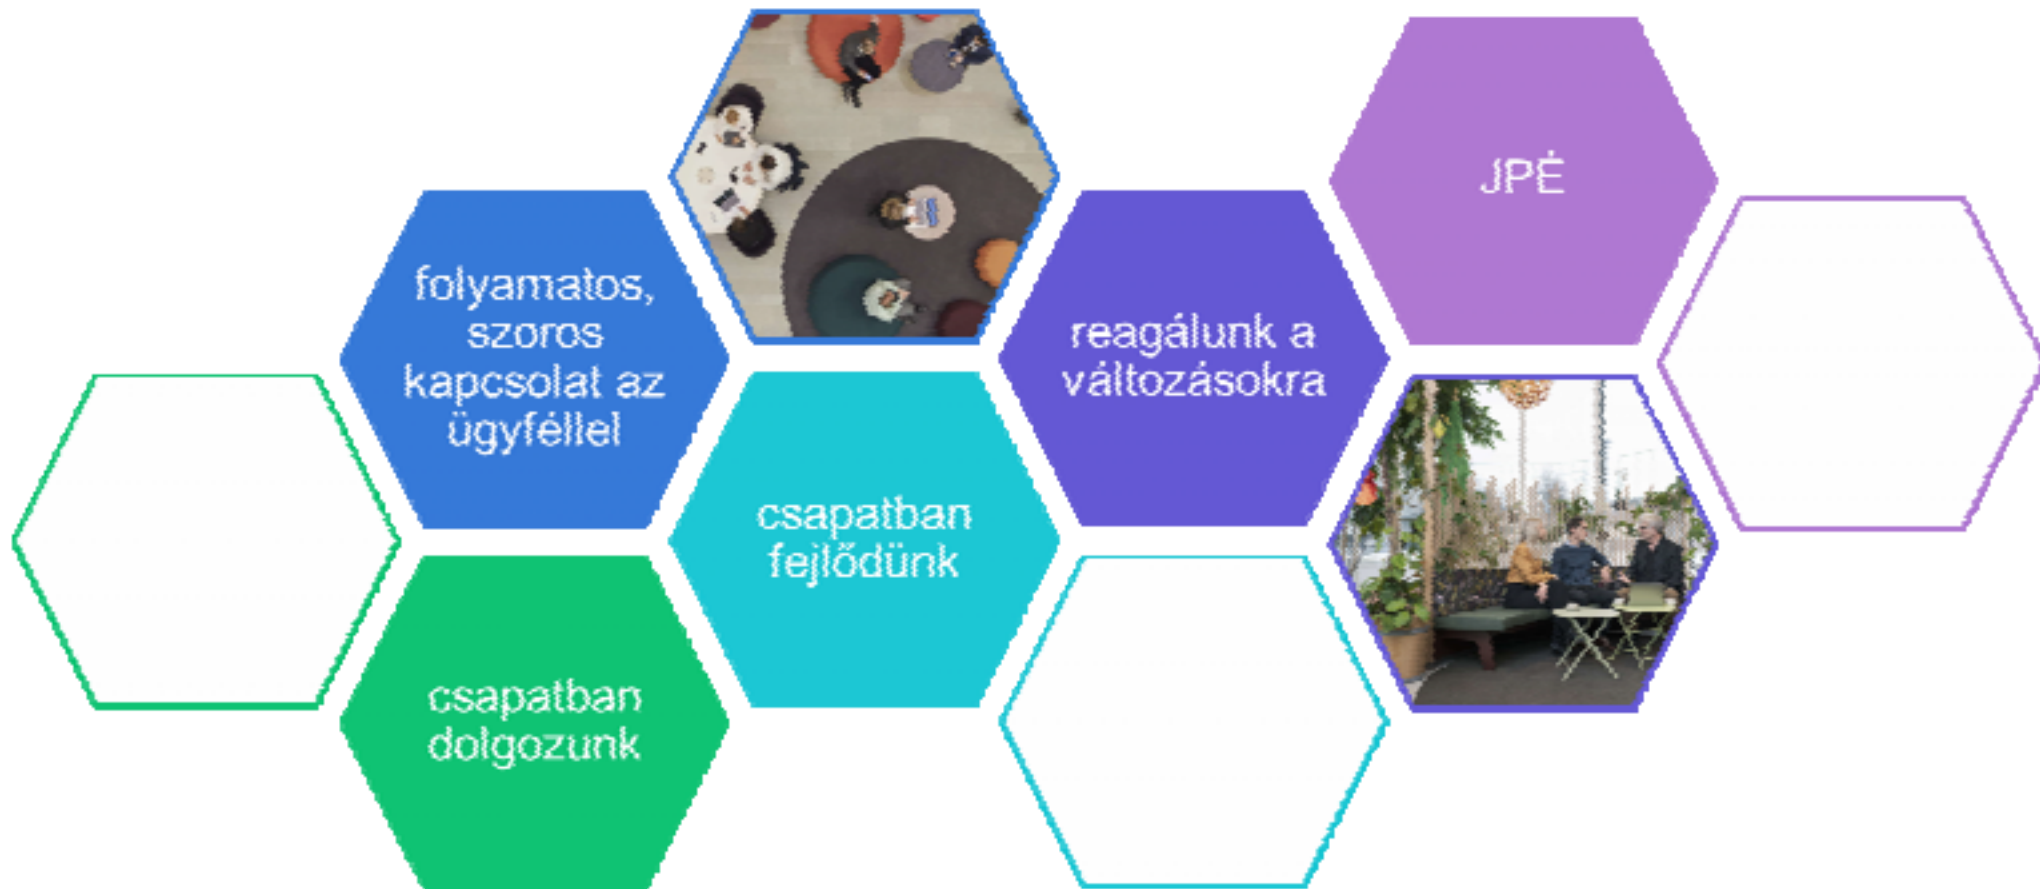 folyamatos,
szoros
kapcsolat az
ügyféllel
csapatban
dolgozunk
csapatban
fejlődünk
reagálunk a
változásokra
JPÉ